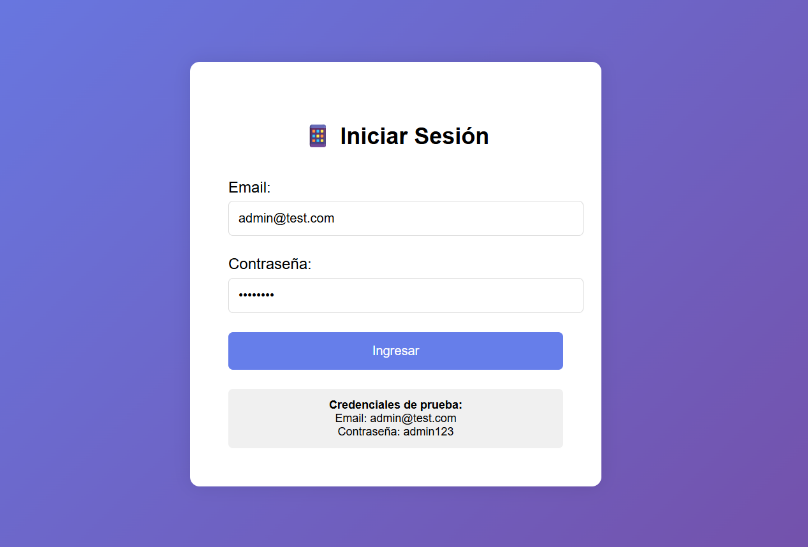 Iniciar Sesión
Email:
admin@test.com
Contraseña:
••••••••
Ingresar
Credenciales de prueba:
Email: admin@test.com
Contraseña: admin123